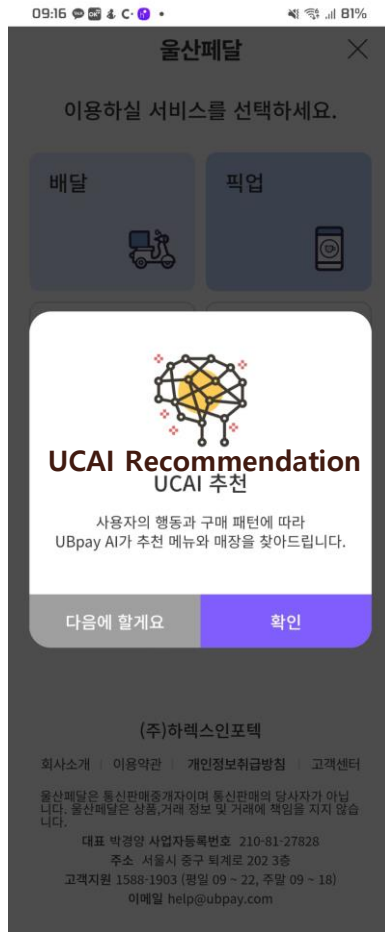 09:16
81%
울산페달
이용하실 서비스를 선택하세요.
배달
픽업
UCAI Recommendation
UCAI 추천
사용자의 행동과 구매 패턴에 따라
UBpay AI가 추천 메뉴와 매장을 찾아드립니다.
다음에 할게요
확인
(주)하렉스인포텍
회사소개 | 이용약관 | 개인정보취급방침 | 고객센터
울산페달은 통신판매중개자이며 통신판매의 당사자가 아닙
니다. 울산페달은 상품,거래 정보 및 거래에 책임을 지지 않습
니다.
대표 박경양 사업자등록번호 210-81-27828
주소 서울시 중구 퇴계로 202 3층
고객지원 1588-1903 (평일 09 ~ 22, 주말 09 ~ 18)
이메일 help@ubpay.com